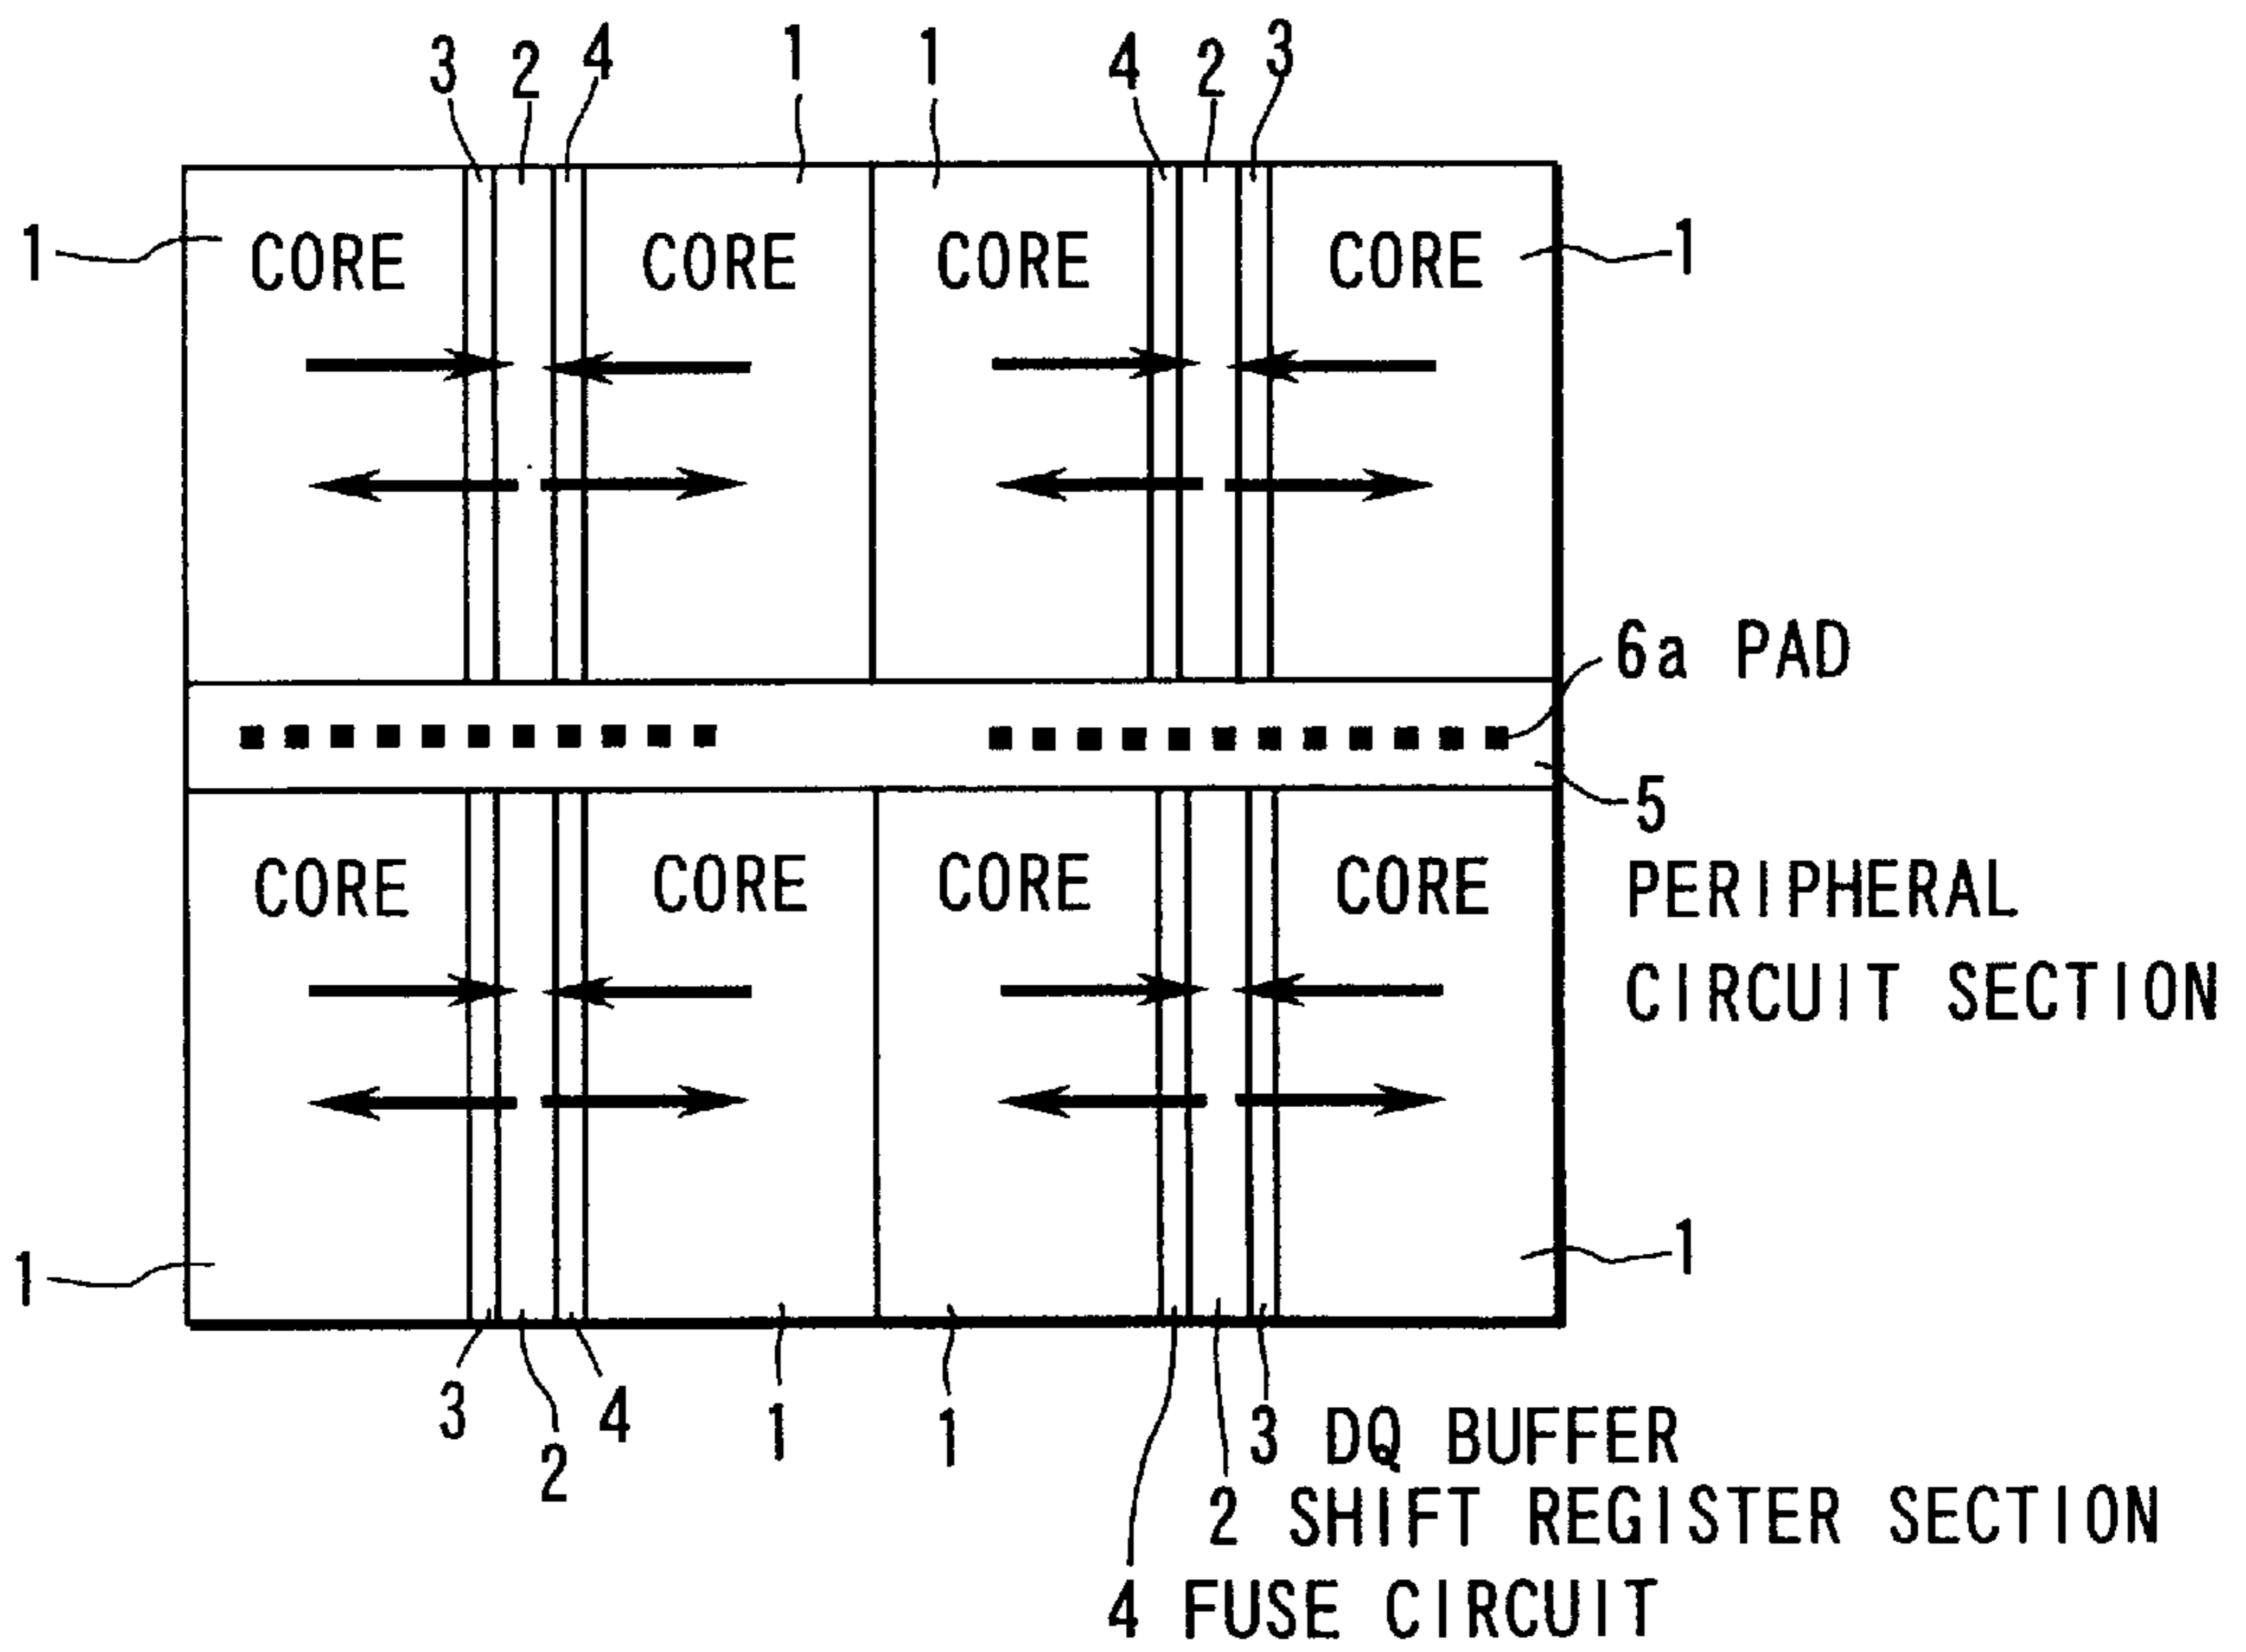 3 2 4 1 1 4 2 3
1 CORE CORE CORE CORE 1
6a PAD
5
PERIPHERAL
CIRCUIT SECTION
CORE CORE CORE CORE
1 1
3 2 4 1 1
3 DQ BUFFER
2 SHIFT REGISTER SECTION
4 FUSE CIRCUIT